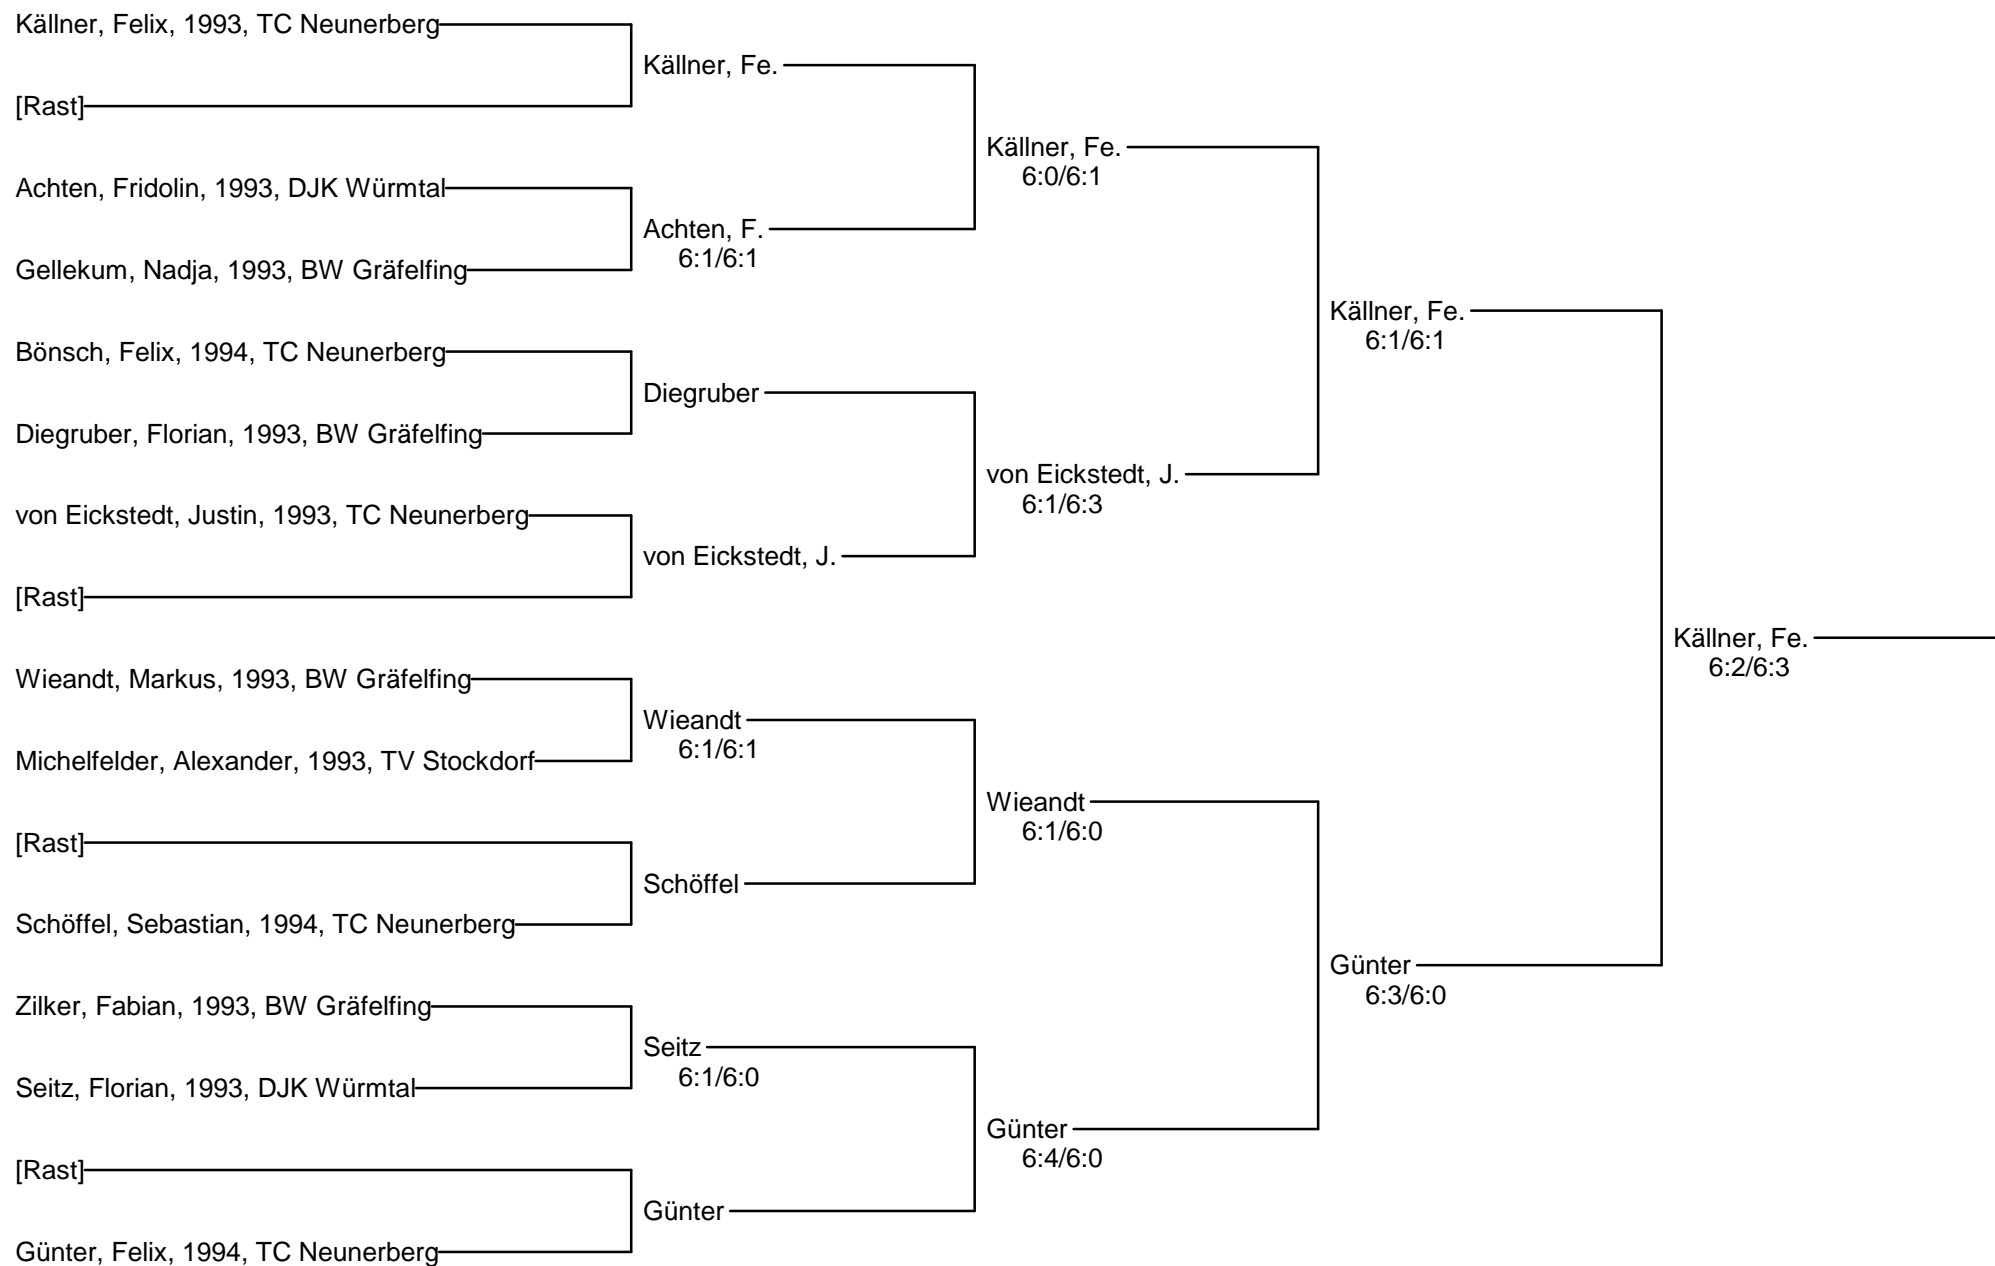 Källner, Felix, 1993, TC Neunerberg
[Rast]
Achten, Fridolin, 1993, DJK Würmtal
Gellekum, Nadja, 1993, BW Gräfelfing
Bönsch, Felix, 1994, TC Neunerberg
Diegruber, Florian, 1993, BW Gräfelfing
von Eickstedt, Justin, 1993, TC Neunerberg
[Rast]
Wieandt, Markus, 1993, BW Gräfelfing
Michelfelder, Alexander, 1993, TV Stockdorf
[Rast]
Schöffel, Sebastian, 1994, TC Neunerberg
Zilker, Fabian, 1993, BW Gräfelfing
Seitz, Florian, 1993, DJK Würmtal
[Rast]
Günter, Felix, 1994, TC Neunerberg
Källner, Fe.
Achten, F.
6:1/6:1
Diegruber
von Eickstedt, J.
Wieandt
6:1/6:1
Schöffel
Seitz
6:1/6:0
Günter
Källner, Fe.
6:0/6:1
von Eickstedt, J.
6:1/6:3
Wieandt
6:1/6:0
Günter
6:4/6:0
Källner, Fe.
6:1/6:1
Günter
6:3/6:0
Källner, Fe.
6:2/6:3